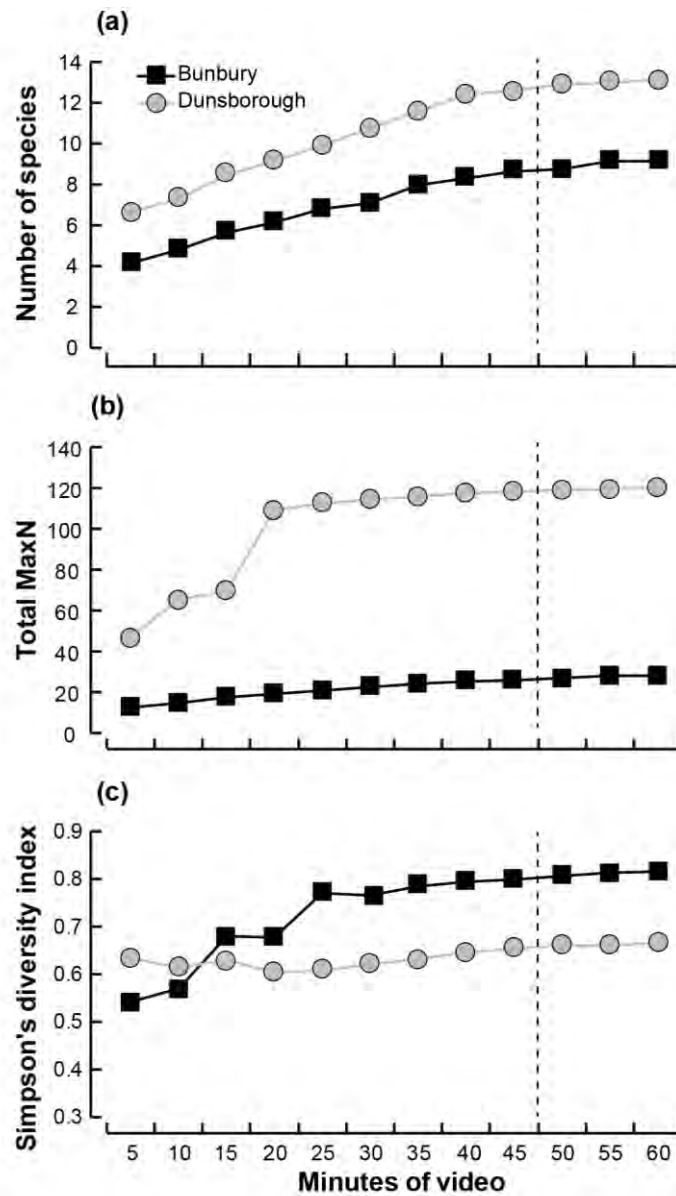 (a)
Number of species
14
12
10
8
6
4
2
0
Bunbury
Dunsborough
(b)
Total MaxN
140
120
100
80
60
40
20
0
(c)
Simpson's diversity index
0.9
0.8
0.7
0.6
0.5
0.4
0.3
5 10 15 20 25 30 35 40 45 50 55 60
Minutes of video